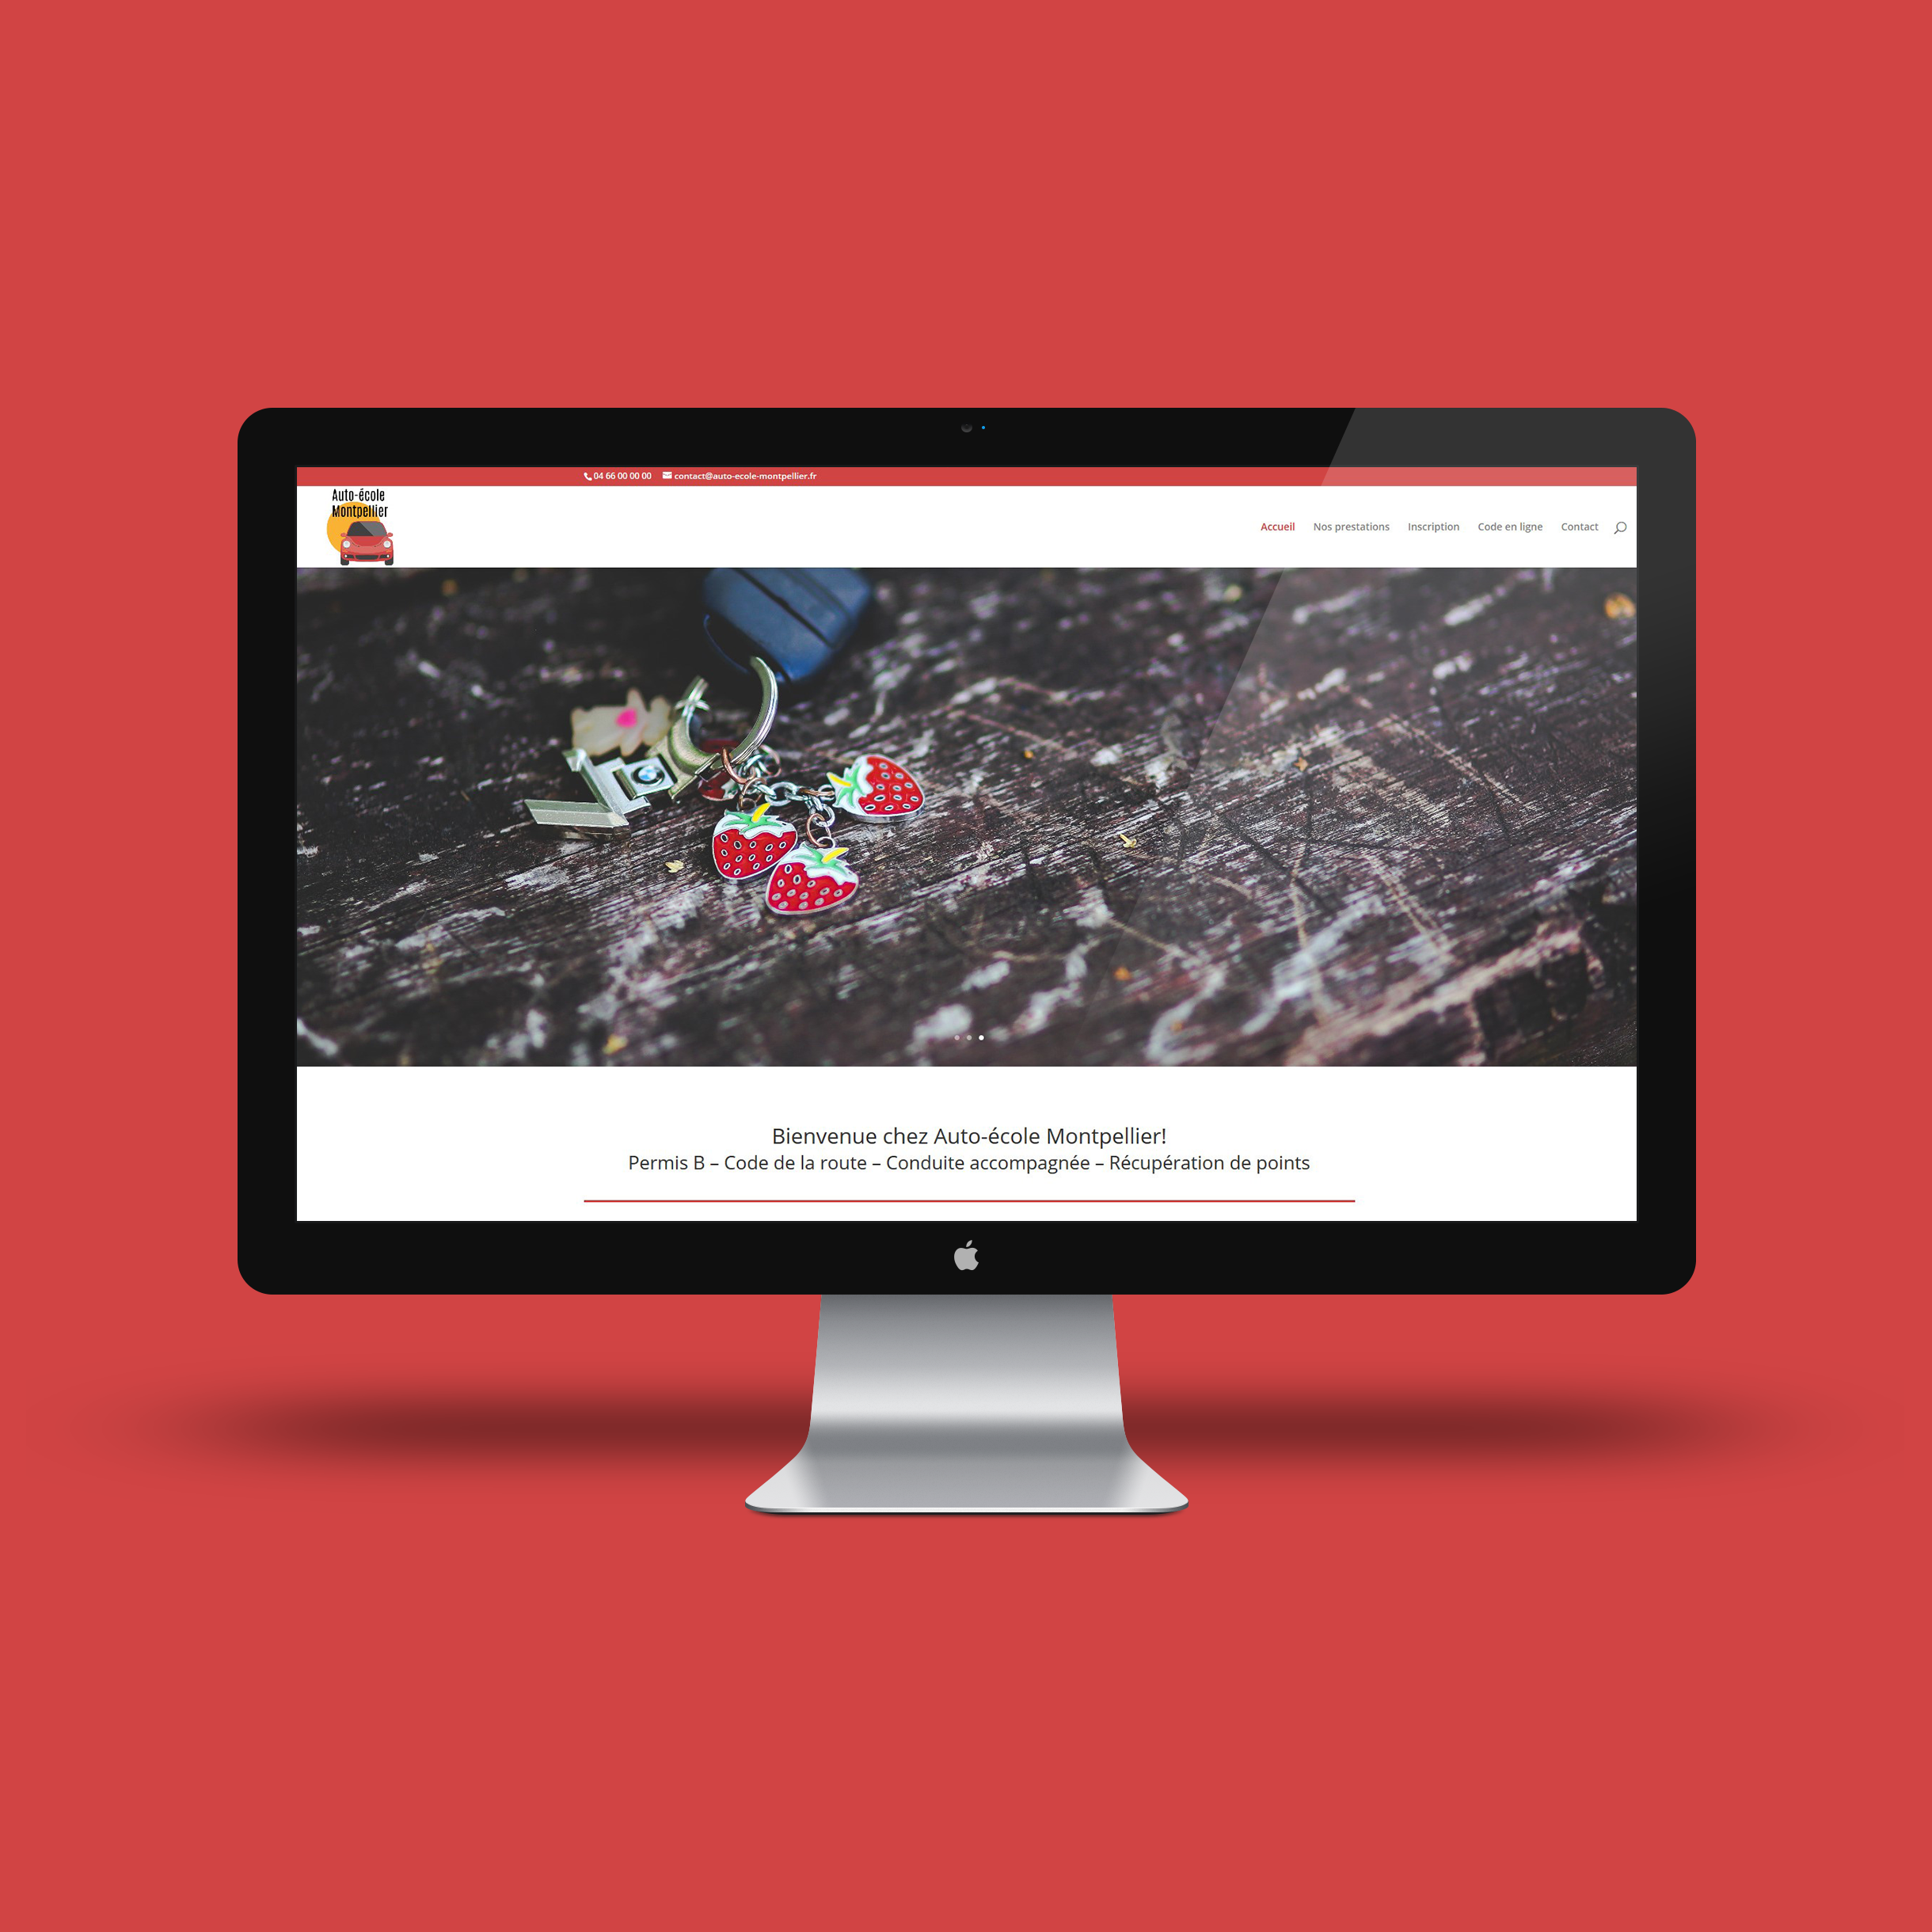 04 66 00 00 00 contact@auto-ecole-montpellier.fr
Auto-école
Montpellier
Accueil Nos prestations Inscription Code en ligne Contact
Bienvenue chez Auto-école Montpellier!
Permis B – Code de la route – Conduite accompagnée – Récupération de points